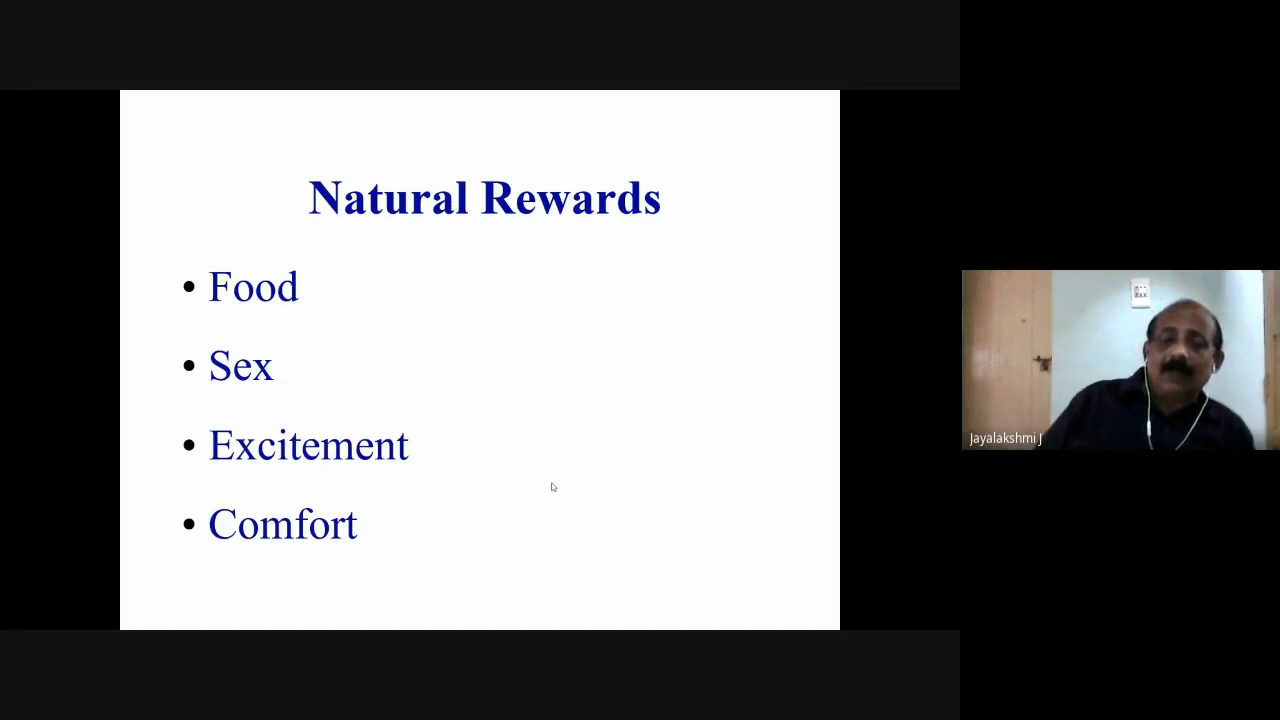 Natural Rewards
• Food
• Sex
• Excitement
• Comfort
Jayalakshmi J